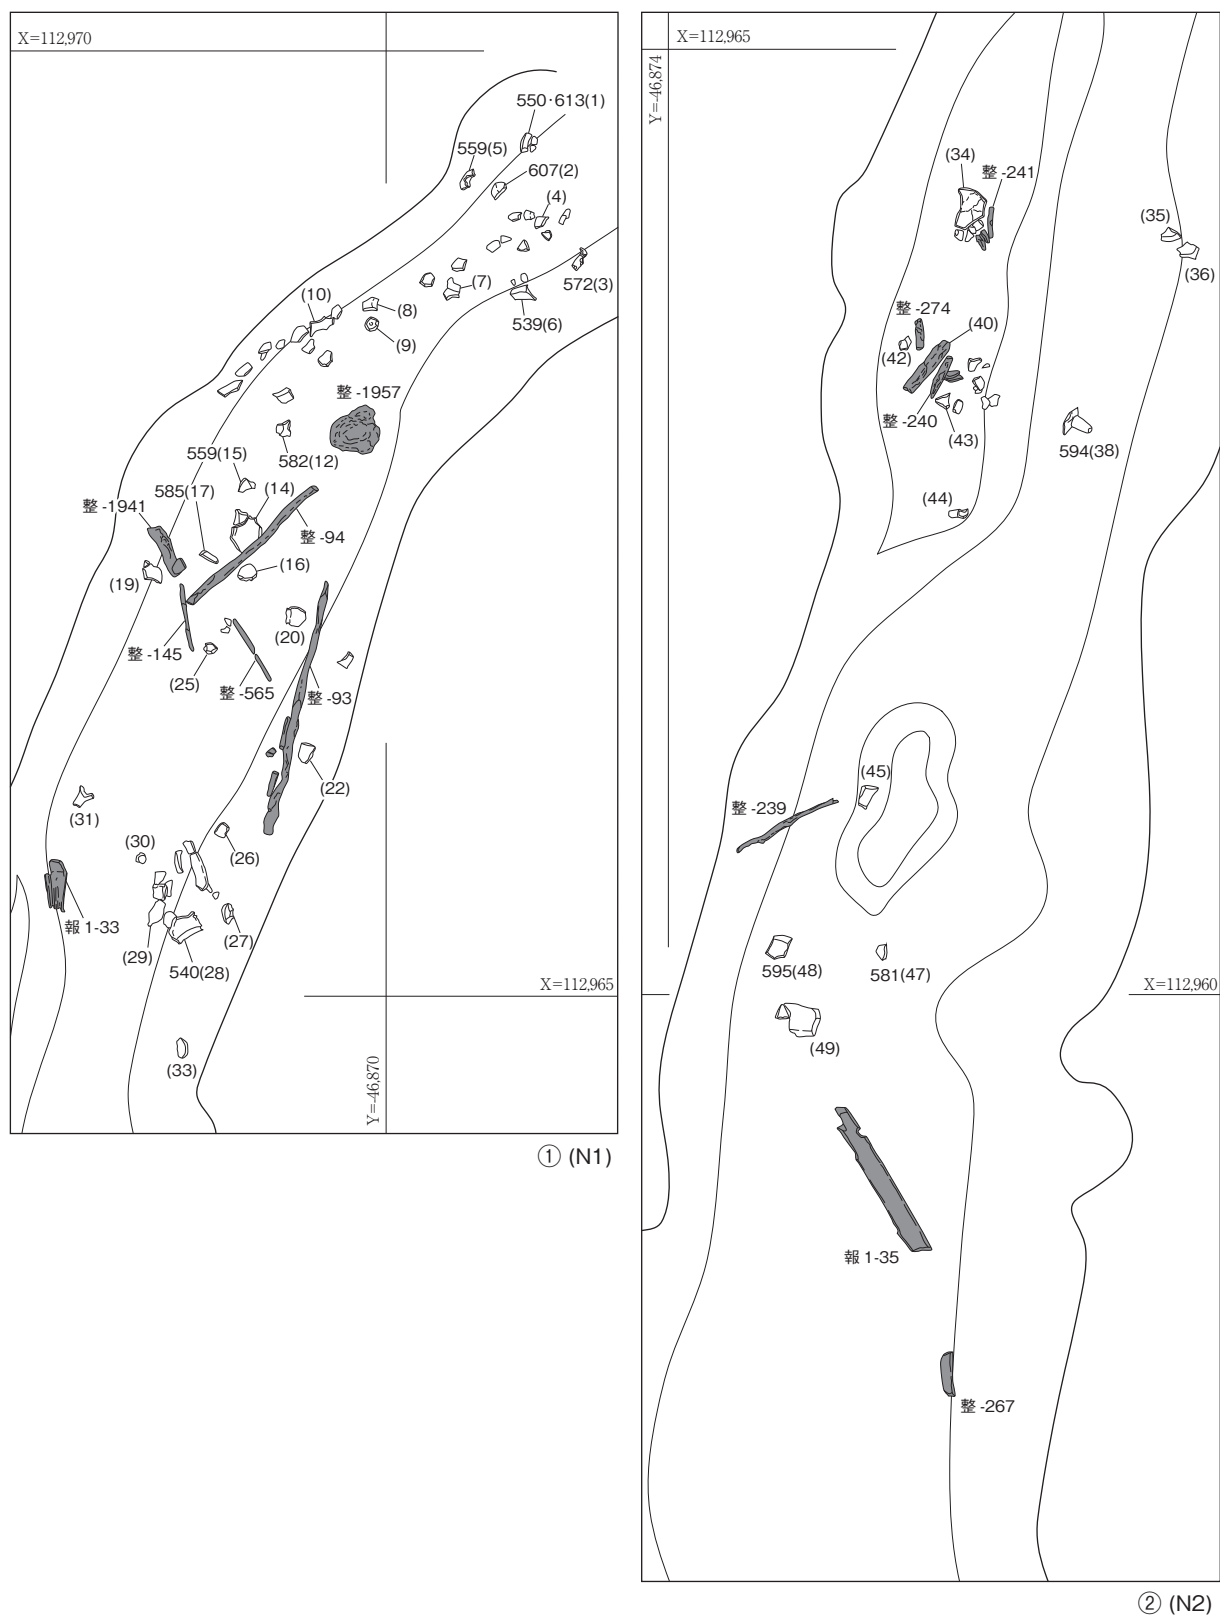 X=112,970
550·613(1)
559(5)
607(2)
(4)
572(3)
(7)
539(6)
(10)
(8)
(9)
整-1957
559(15)
582(12)
585(17)
(14)
整-1941
整-94
(16)
(19)
(20)
整-145
(25)
整-565
整-93
(22)
(31)
(30)
(26)
報1-33
(29)
(27)
540(28)
X=112,965
(33)
Y=-46,870
① (N1)
X=112,965
Y=-46,874
(34)
整-241
(35)
(36)
整-274
(40)
(42)
整-240
(43)
594(38)
(44)
(45)
整-239
595(48)
581(47)
X=112,960
(49)
報1-35
整-267
② (N2)